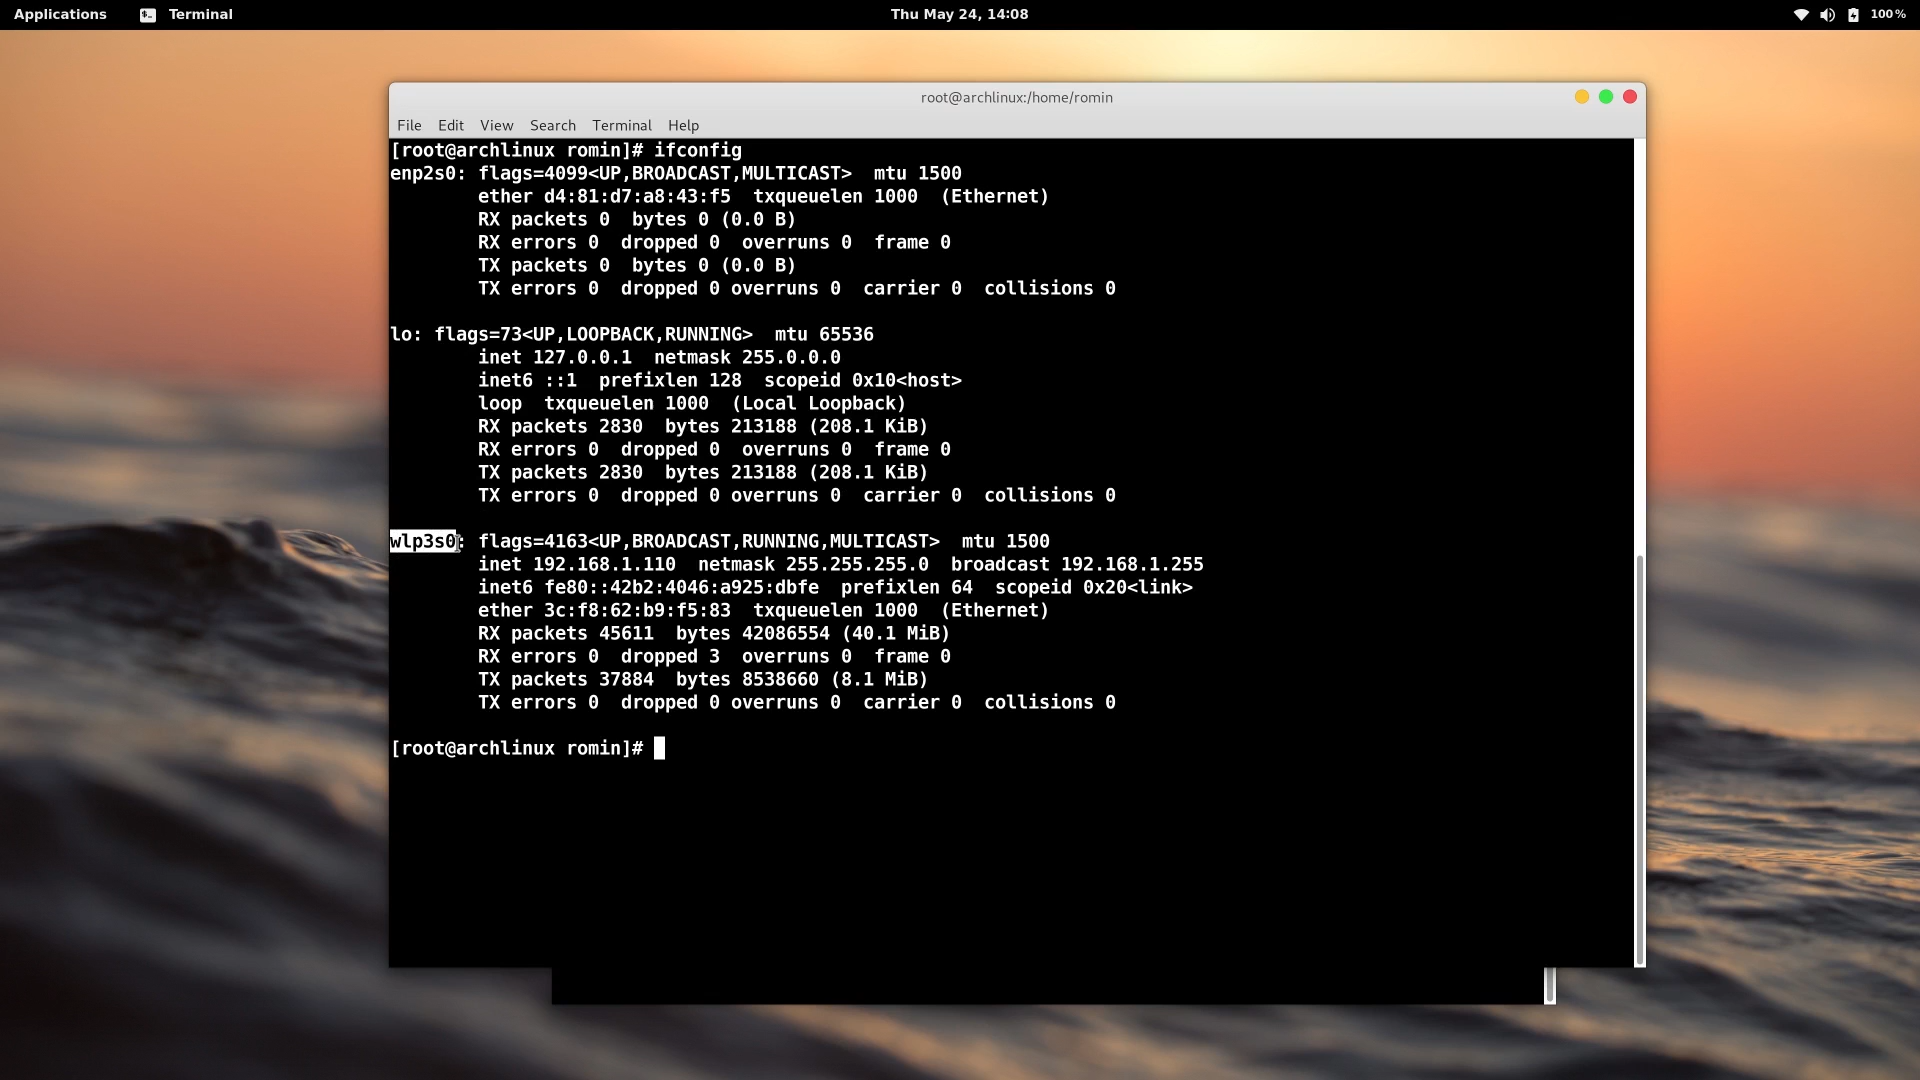 Applications Terminal Thu May 24, 14:08 100%
root@archlinux:/home/romin
File Edit View Search Terminal Help
[root@archlinux romin]# ifconfig
enp2s0: flags=4099<UP,BROADCAST,MULTICAST>  mtu 1500
        ether d4:81:d7:a8:43:f5  txqueuelen 1000  (Ethernet)
        RX packets 0  bytes 0 (0.0 B)
        RX errors 0  dropped 0  overruns 0  frame 0
        TX packets 0  bytes 0 (0.0 B)
        TX errors 0  dropped 0 overruns 0  carrier 0  collisions 0

lo: flags=73<UP,LOOPBACK,RUNNING>  mtu 65536
        inet 127.0.0.1  netmask 255.0.0.0
        inet6 ::1  prefixlen 128  scopeid 0x10<host>
        loop  txqueuelen 1000  (Local Loopback)
        RX packets 2830  bytes 213188 (208.1 KiB)
        RX errors 0  dropped 0  overruns 0  frame 0
        TX packets 2830  bytes 213188 (208.1 KiB)
        TX errors 0  dropped 0 overruns 0  carrier 0  collisions 0

wlp3s0: flags=4163<UP,BROADCAST,RUNNING,MULTICAST>  mtu 1500
        inet 192.168.1.110  netmask 255.255.255.0  broadcast 192.168.1.255
        inet6 fe80::42b2:4046:a925:dbfe  prefixlen 64  scopeid 0x20<link>
        ether 3c:f8:62:b9:f5:83  txqueuelen 1000  (Ethernet)
        RX packets 45611  bytes 42086554 (40.1 MiB)
        RX errors 0  dropped 3  overruns 0  frame 0
        TX packets 37884  bytes 8538660 (8.1 MiB)
        TX errors 0  dropped 0 overruns 0  carrier 0  collisions 0

[root@archlinux romin]#